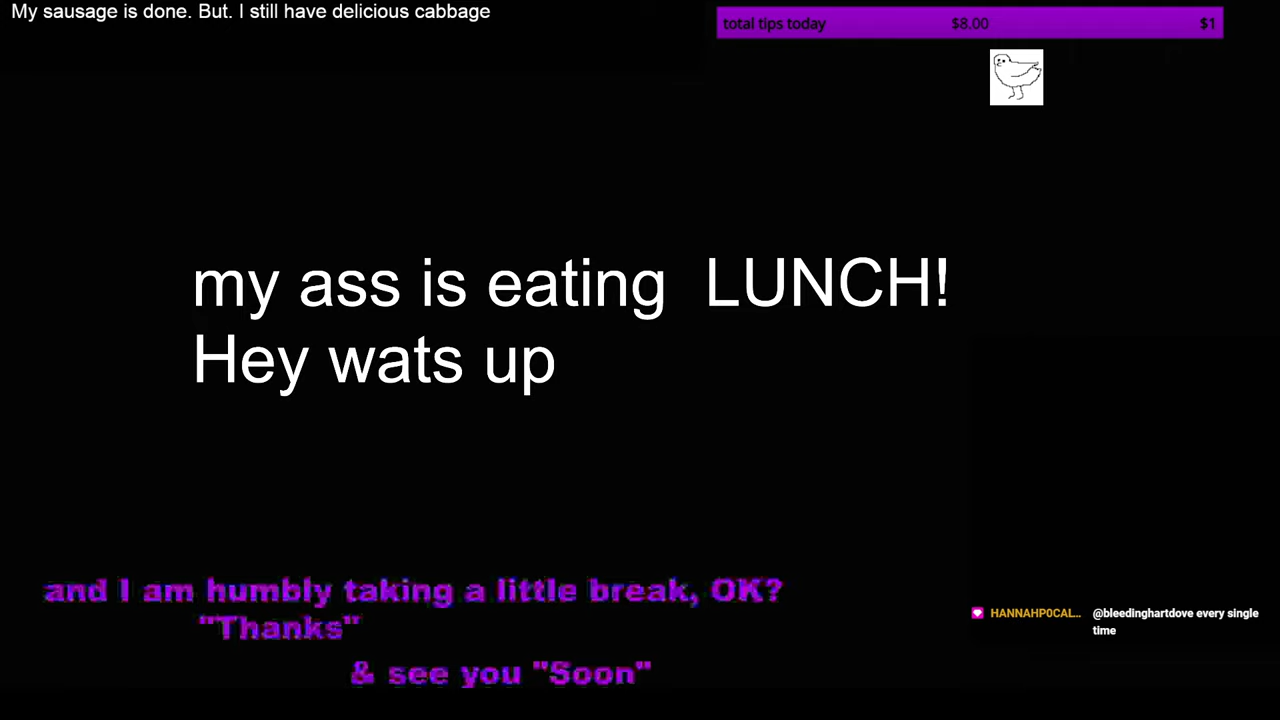 My sausage is done. But. I still have delicious cabbage
total tips today $8.00 $1
my ass is eating  LUNCH!
Hey wats up
and I am humbly taking a little break, OK?
"Thanks"
& see you "Soon"
HANNAHP0CAL.. @bleedinghartdove every single
time